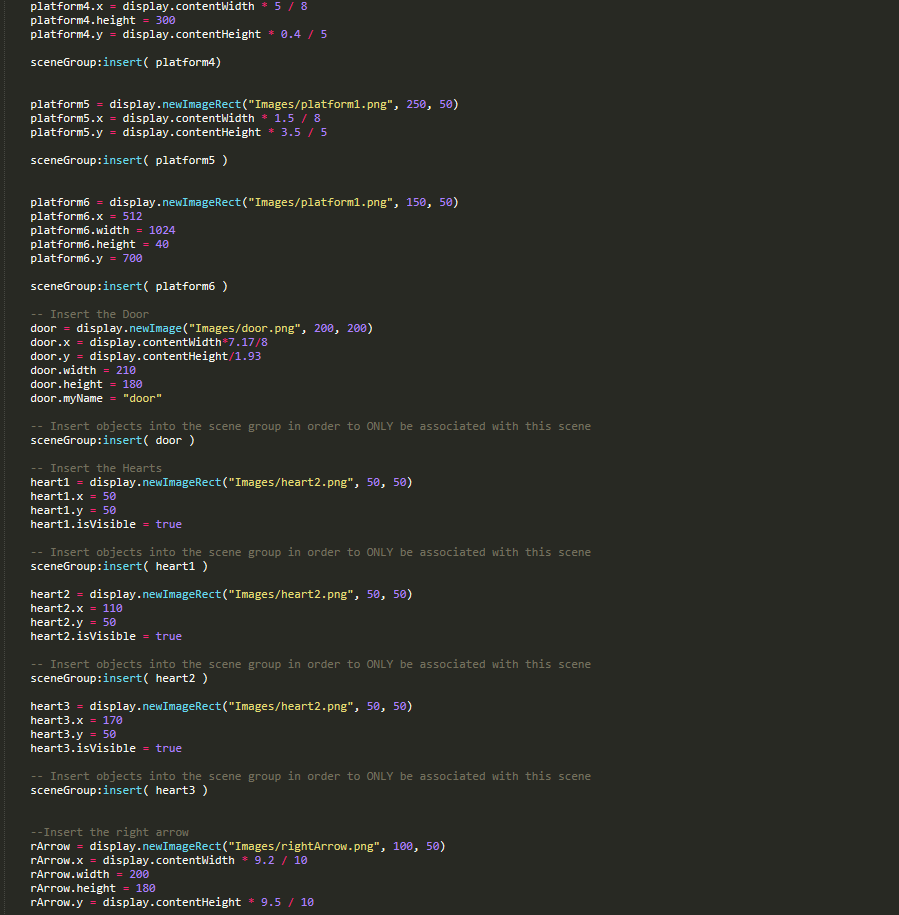 platform4.x = display.contentWidth * 5 / 8
platform4.height = 300
platform4.y = display.contentHeight * 0.4 / 5
sceneGroup:insert( platform4)
platform5 = display.newImageRect("Images/platform1.png", 250, 50)
platform5.x = display.contentWidth * 1.5 / 8
platform5.y = display.contentHeight * 3.5 / 5
sceneGroup:insert( platform5 )
platform6 = display.newImageRect("Images/platform1.png", 150, 50)
platform6.x = 512
platform6.width = 1024
platform6.height = 40
platform6.y = 700
sceneGroup:insert( platform6 )
-- Insert the Door
door = display.newImage("Images/door.png", 200, 200)
door.x = display.contentWidth*7.17/8
door.y = display.contentHeight/1.93
door.width = 210
door.height = 180
door.myName = "door"
-- Insert objects into the scene group in order to ONLY be associated with this scene
sceneGroup:insert( door )
-- Insert the Hearts
heart1 = display.newImageRect("Images/heart2.png", 50, 50)
heart1.x = 50
heart1.y = 50
heart1.isVisible = true
-- Insert objects into the scene group in order to ONLY be associated with this scene
sceneGroup:insert( heart1 )
heart2 = display.newImageRect("Images/heart2.png", 50, 50)
heart2.x = 110
heart2.y = 50
heart2.isVisible = true
-- Insert objects into the scene group in order to ONLY be associated with this scene
sceneGroup:insert( heart2 )
heart3 = display.newImageRect("Images/heart2.png", 50, 50)
heart3.x = 170
heart3.y = 50
heart3.isVisible = true
-- Insert objects into the scene group in order to ONLY be associated with this scene
sceneGroup:insert( heart3 )
--Insert the right arrow
rArrow = display.newImageRect("Images/rightArrow.png", 100, 50)
rArrow.x = display.contentWidth * 9.2 / 10
rArrow.width = 200
rArrow.height = 180
rArrow.y = display.contentHeight * 9.5 / 10